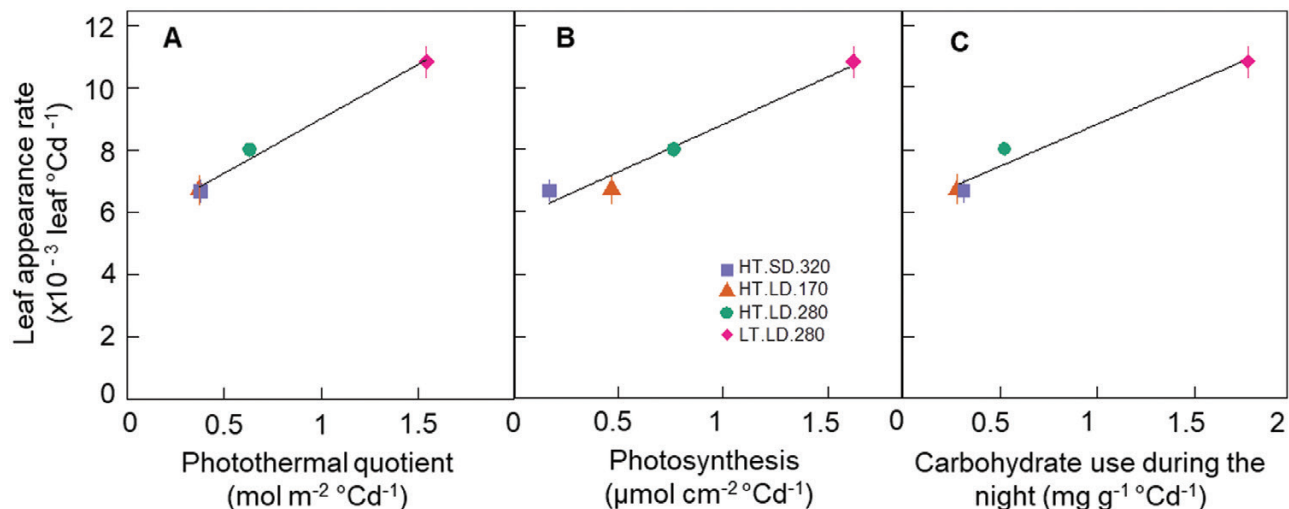 Leaf appearance rate
(x10⁻³ leaf °Cd⁻¹)
12
10
8
6
4
2
0
A
B
C
HT.SD.320
HT.LD.170
HT.LD.280
LT.LD.280
0 0.5 1 1.5 0 0.5 1 1.5 0 0.5 1 1.5 2
Photothermal quotient
(mol m⁻² °Cd⁻¹)
Photosynthesis
(µmol cm⁻² °Cd⁻¹)
Carbohydrate use during the
night (mg g⁻¹ °Cd⁻¹)